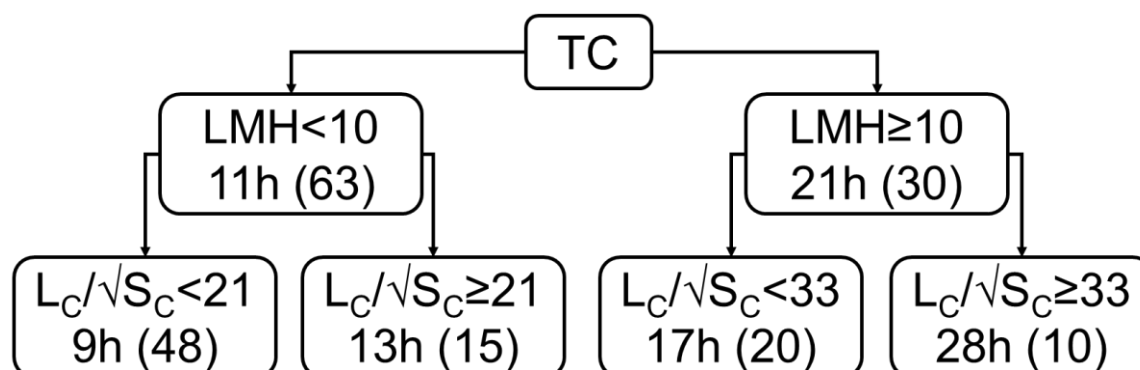 TC
LMH<10
11h (63)
LMH≥10
21h (30)
L_C/√S_C<21
9h (48)
L_C/√S_C≥21
13h (15)
L_C/√S_C<33
17h (20)
L_C/√S_C≥33
28h (10)